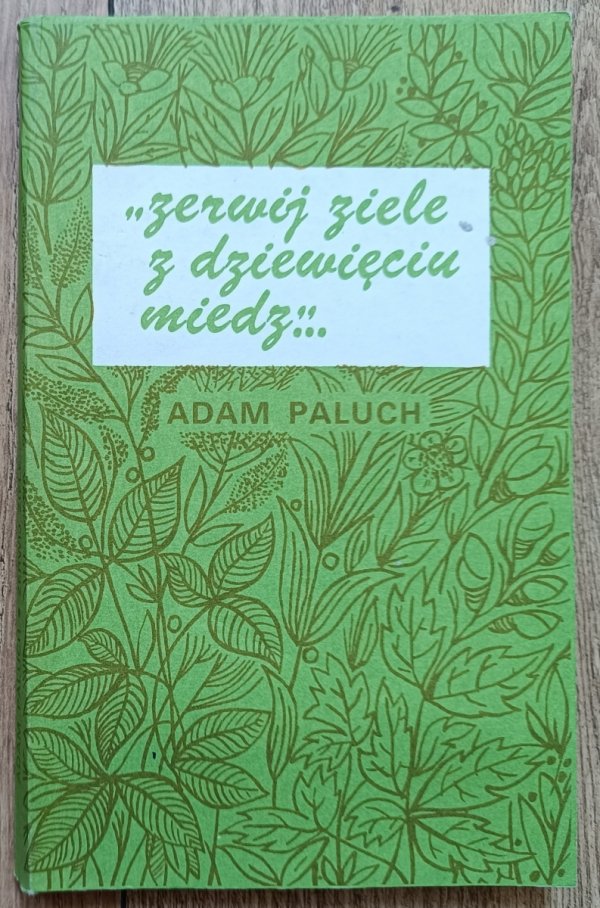 „zerwij ziele
z dziewięciu
miedz”...
ADAM PALUCH